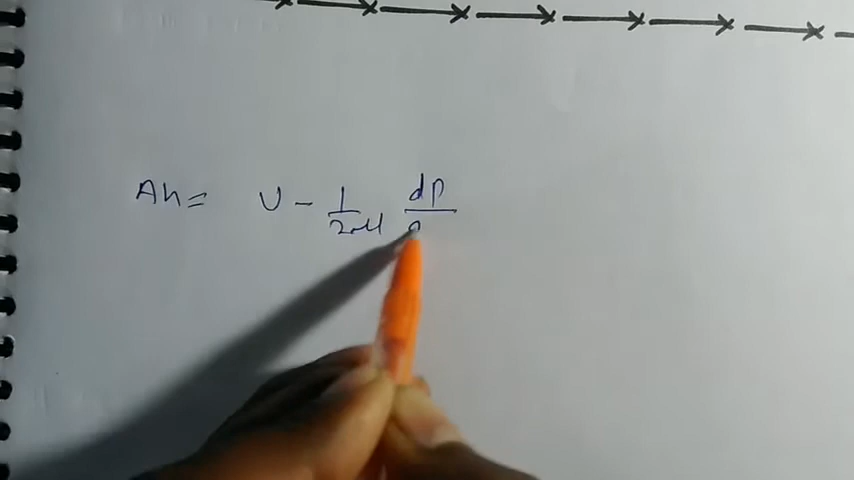 Ah = U - 1/2μ dp/